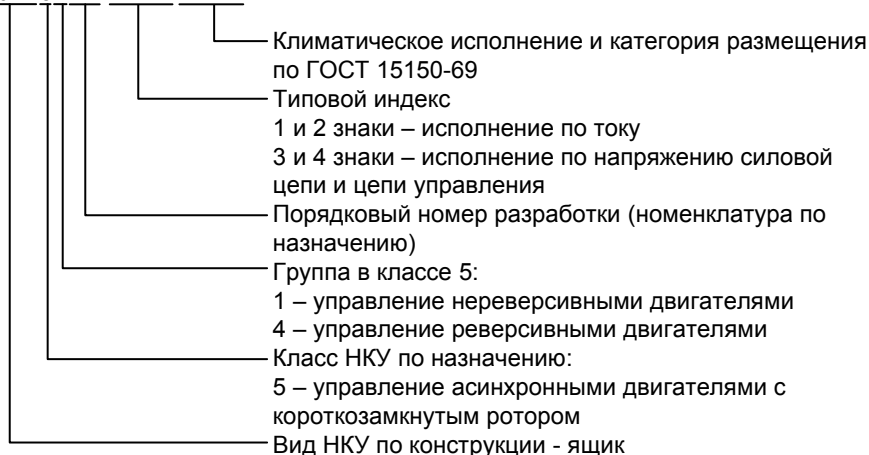 Климатическое исполнение и категория размещения
по ГОСТ 15150-69
Типовой индекс
1 и 2 знаки – исполнение по току
3 и 4 знаки – исполнение по напряжению силовой
цепи и цепи управления
Порядковый номер разработки (номенклатура по
назначению)
Группа в классе 5:
1 – управление нереверсивными двигателями
4 – управление реверсивными двигателями
Класс НКУ по назначению:
5 – управление асинхронными двигателями с
короткозамкнутым ротором
Вид НКУ по конструкции - ящик